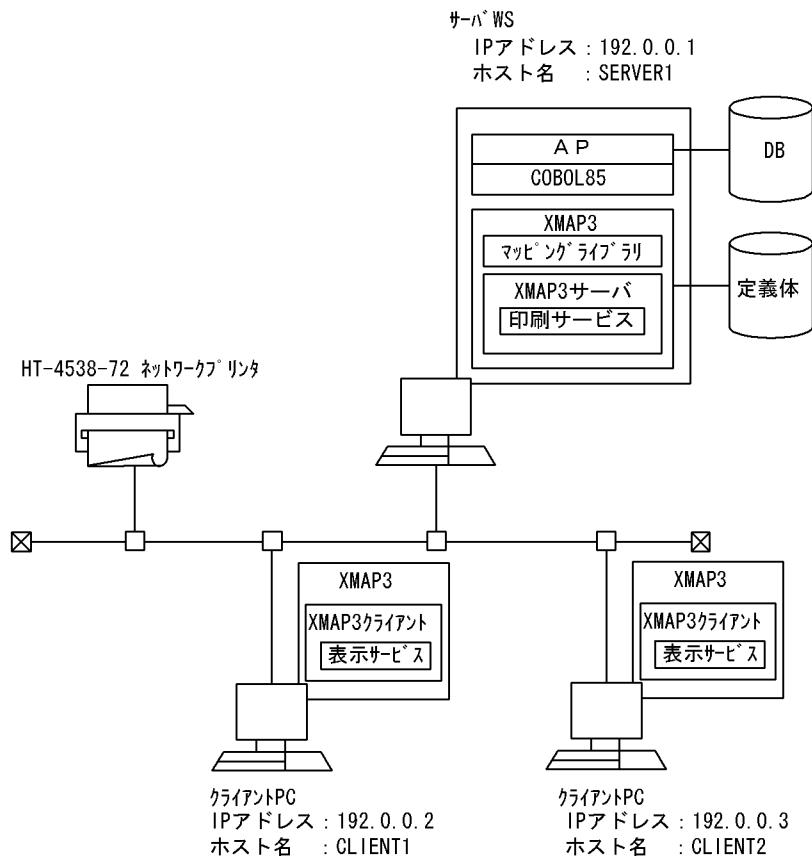 ｻｰﾊﾞWS
IPアドレス：192.0.0.1
ホスト名　：SERVER1
ＡＰ
COBOL85
DB
XMAP3
ﾏｯﾋﾟﾝｸﾞﾗｲﾌﾞﾗﾘ
XMAP3サーバ
印刷サービス
定義体
HT-4538-72 ﾈｯﾄﾜｰｸﾌﾟﾘﾝﾀ
XMAP3
XMAP3ｸﾗｲｱﾝﾄ
表示ｻｰﾋﾞｽ
XMAP3
XMAP3ｸﾗｲｱﾝﾄ
表示ｻｰﾋﾞｽ
ｸﾗｲｱﾝﾄPC
IPアドレス：192.0.0.2
ホスト名　：CLIENT1
ｸﾗｲｱﾝﾄPC
IPアドレス：192.0.0.3
ホスト名　：CLIENT2